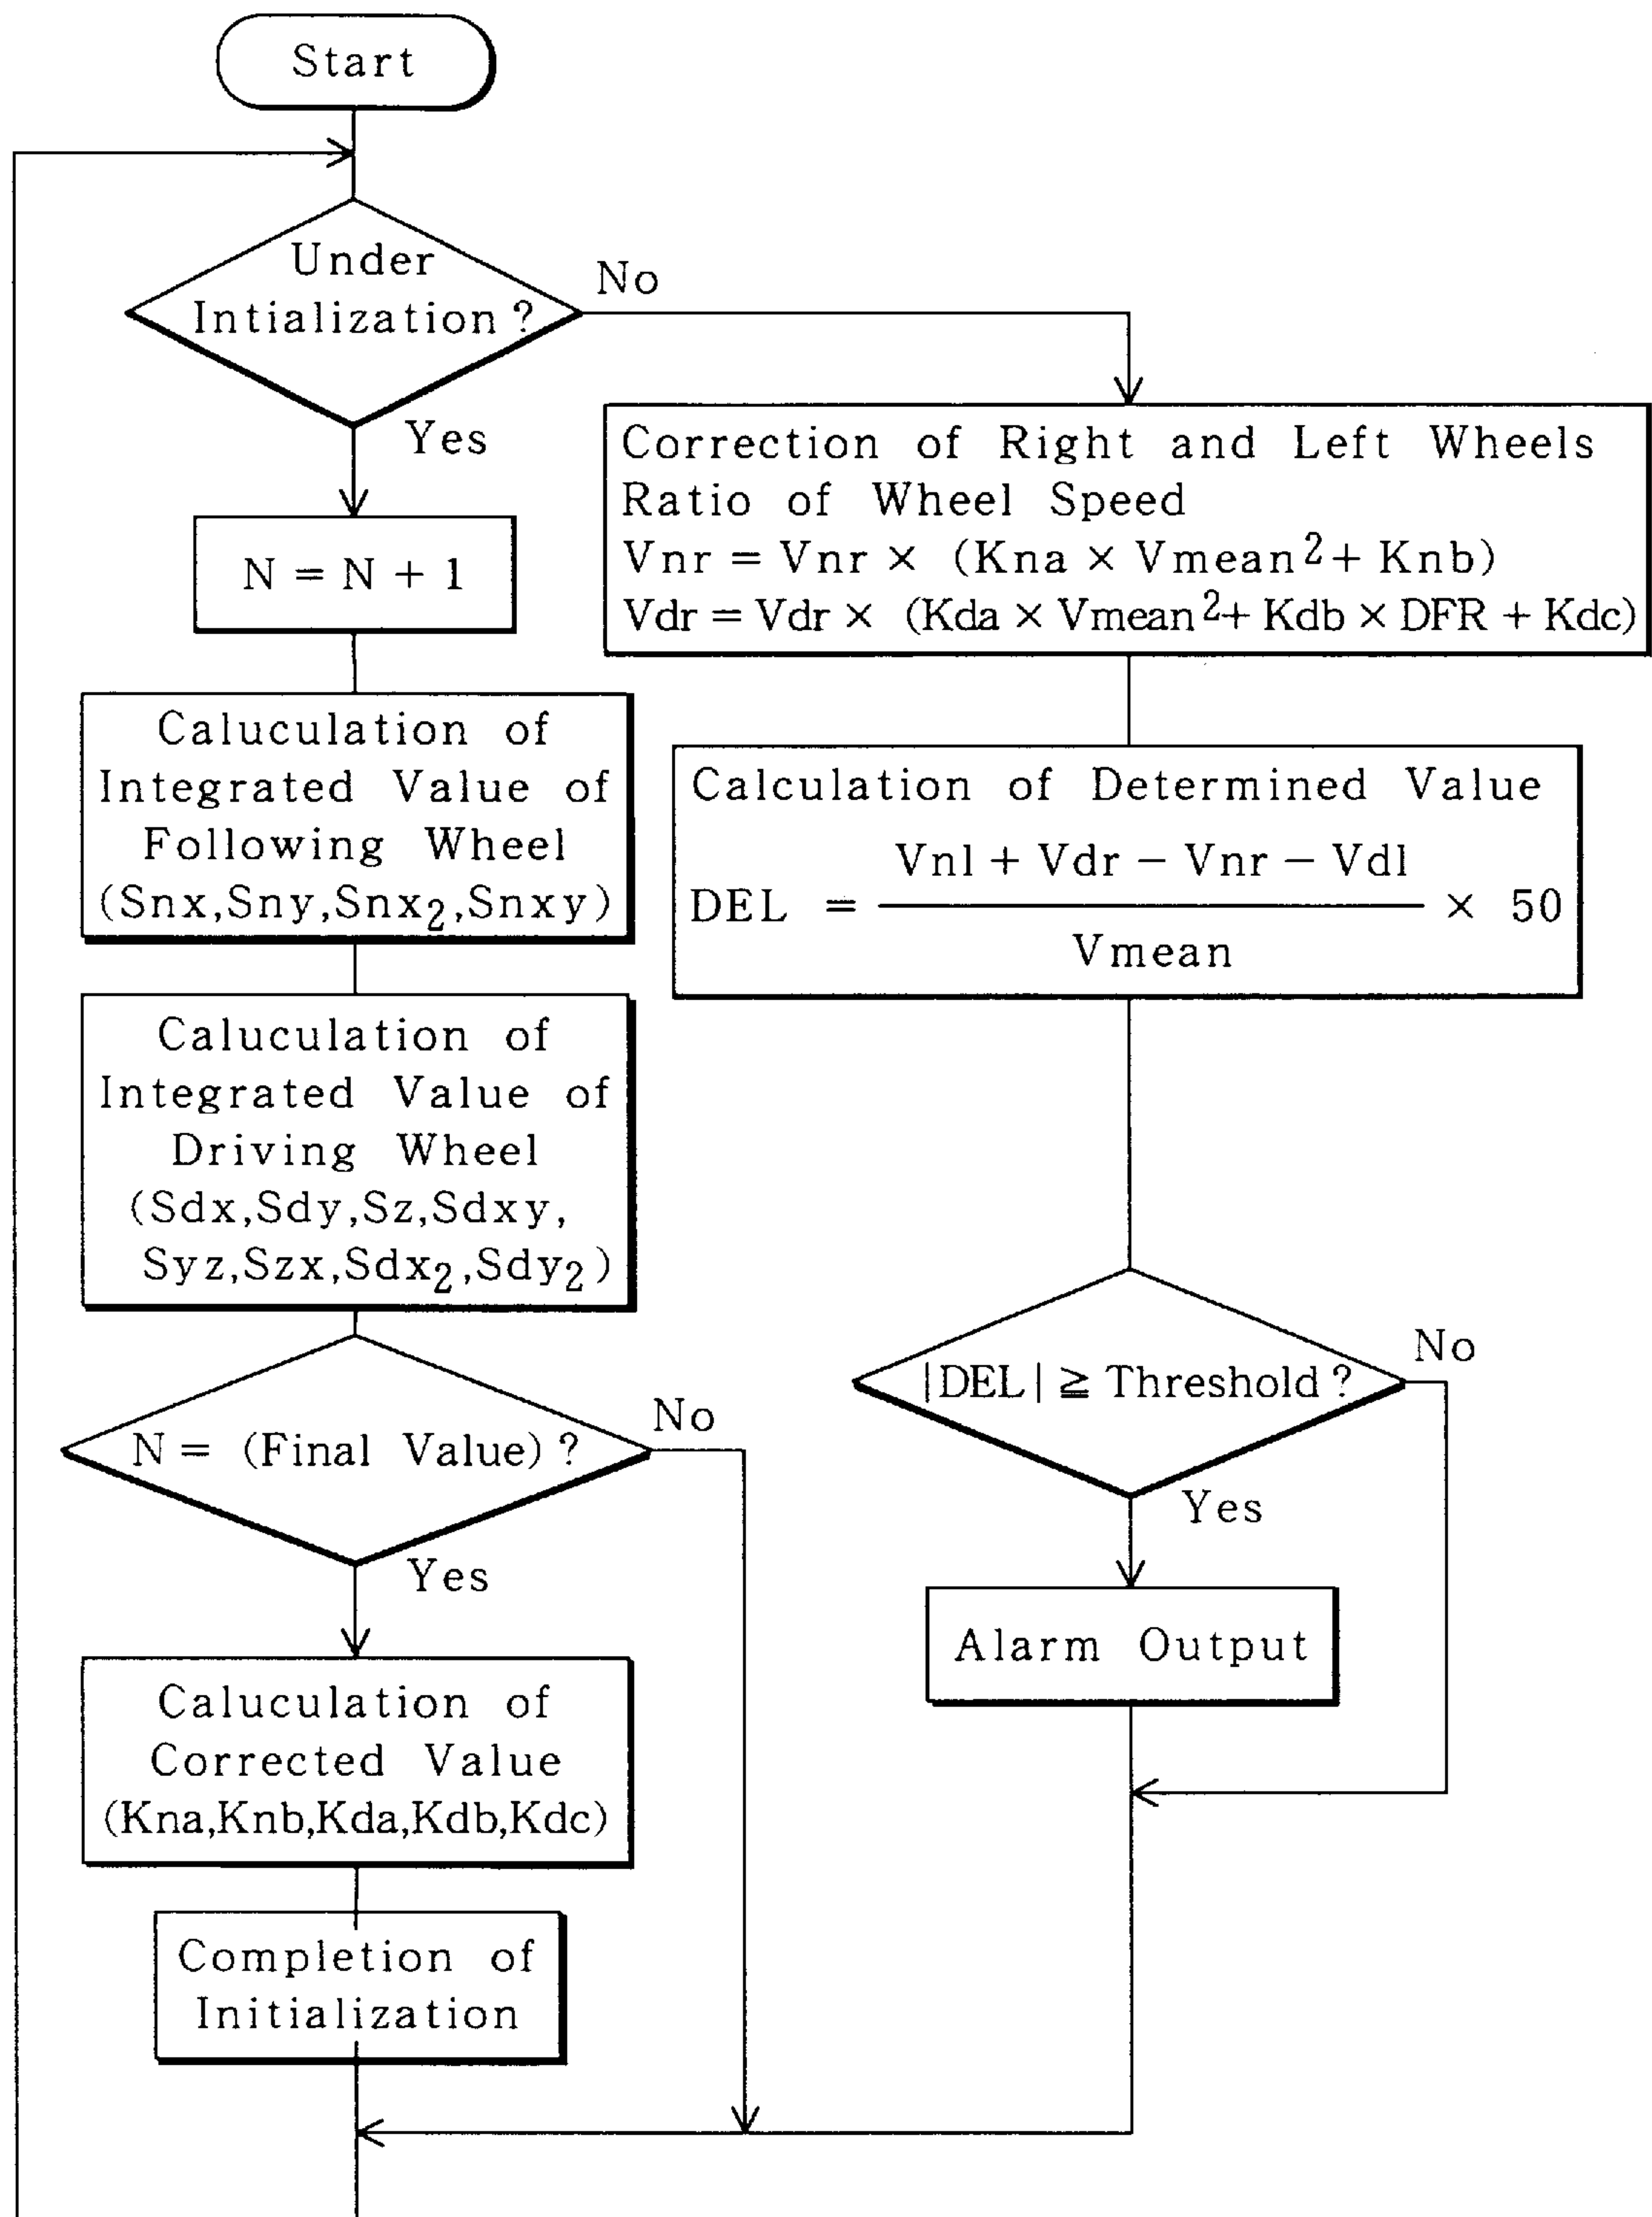 Start
Under
Intialization?
No
Yes
N = N + 1
Caluculation of
Integrated Value of
Following Wheel
(Snx,Sny,Snx₂,Snxy)
Caluculation of
Integrated Value of
Driving Wheel
(Sdx,Sdy,Sz,Sdxy,
Syz,Szx,Sdx₂,Sdy₂)
N = (Final Value)?
No
Yes
Caluculation of
Corrected Value
(Kna,Knb,Kda,Kdb,Kdc)
Completion of
Initialization
Correction of Right and Left Wheels
Ratio of Wheel Speed
Vnr = Vnr × (Kna × Vmean² + Knb)
Vdr = Vdr × (Kda × Vmean² + Kdb × DFR + Kdc)
Calculation of Determined Value
Vnl + Vdr − Vnr − Vdl
DEL = × 50
Vmean
|DEL| ≧ Threshold?
No
Yes
Alarm Output